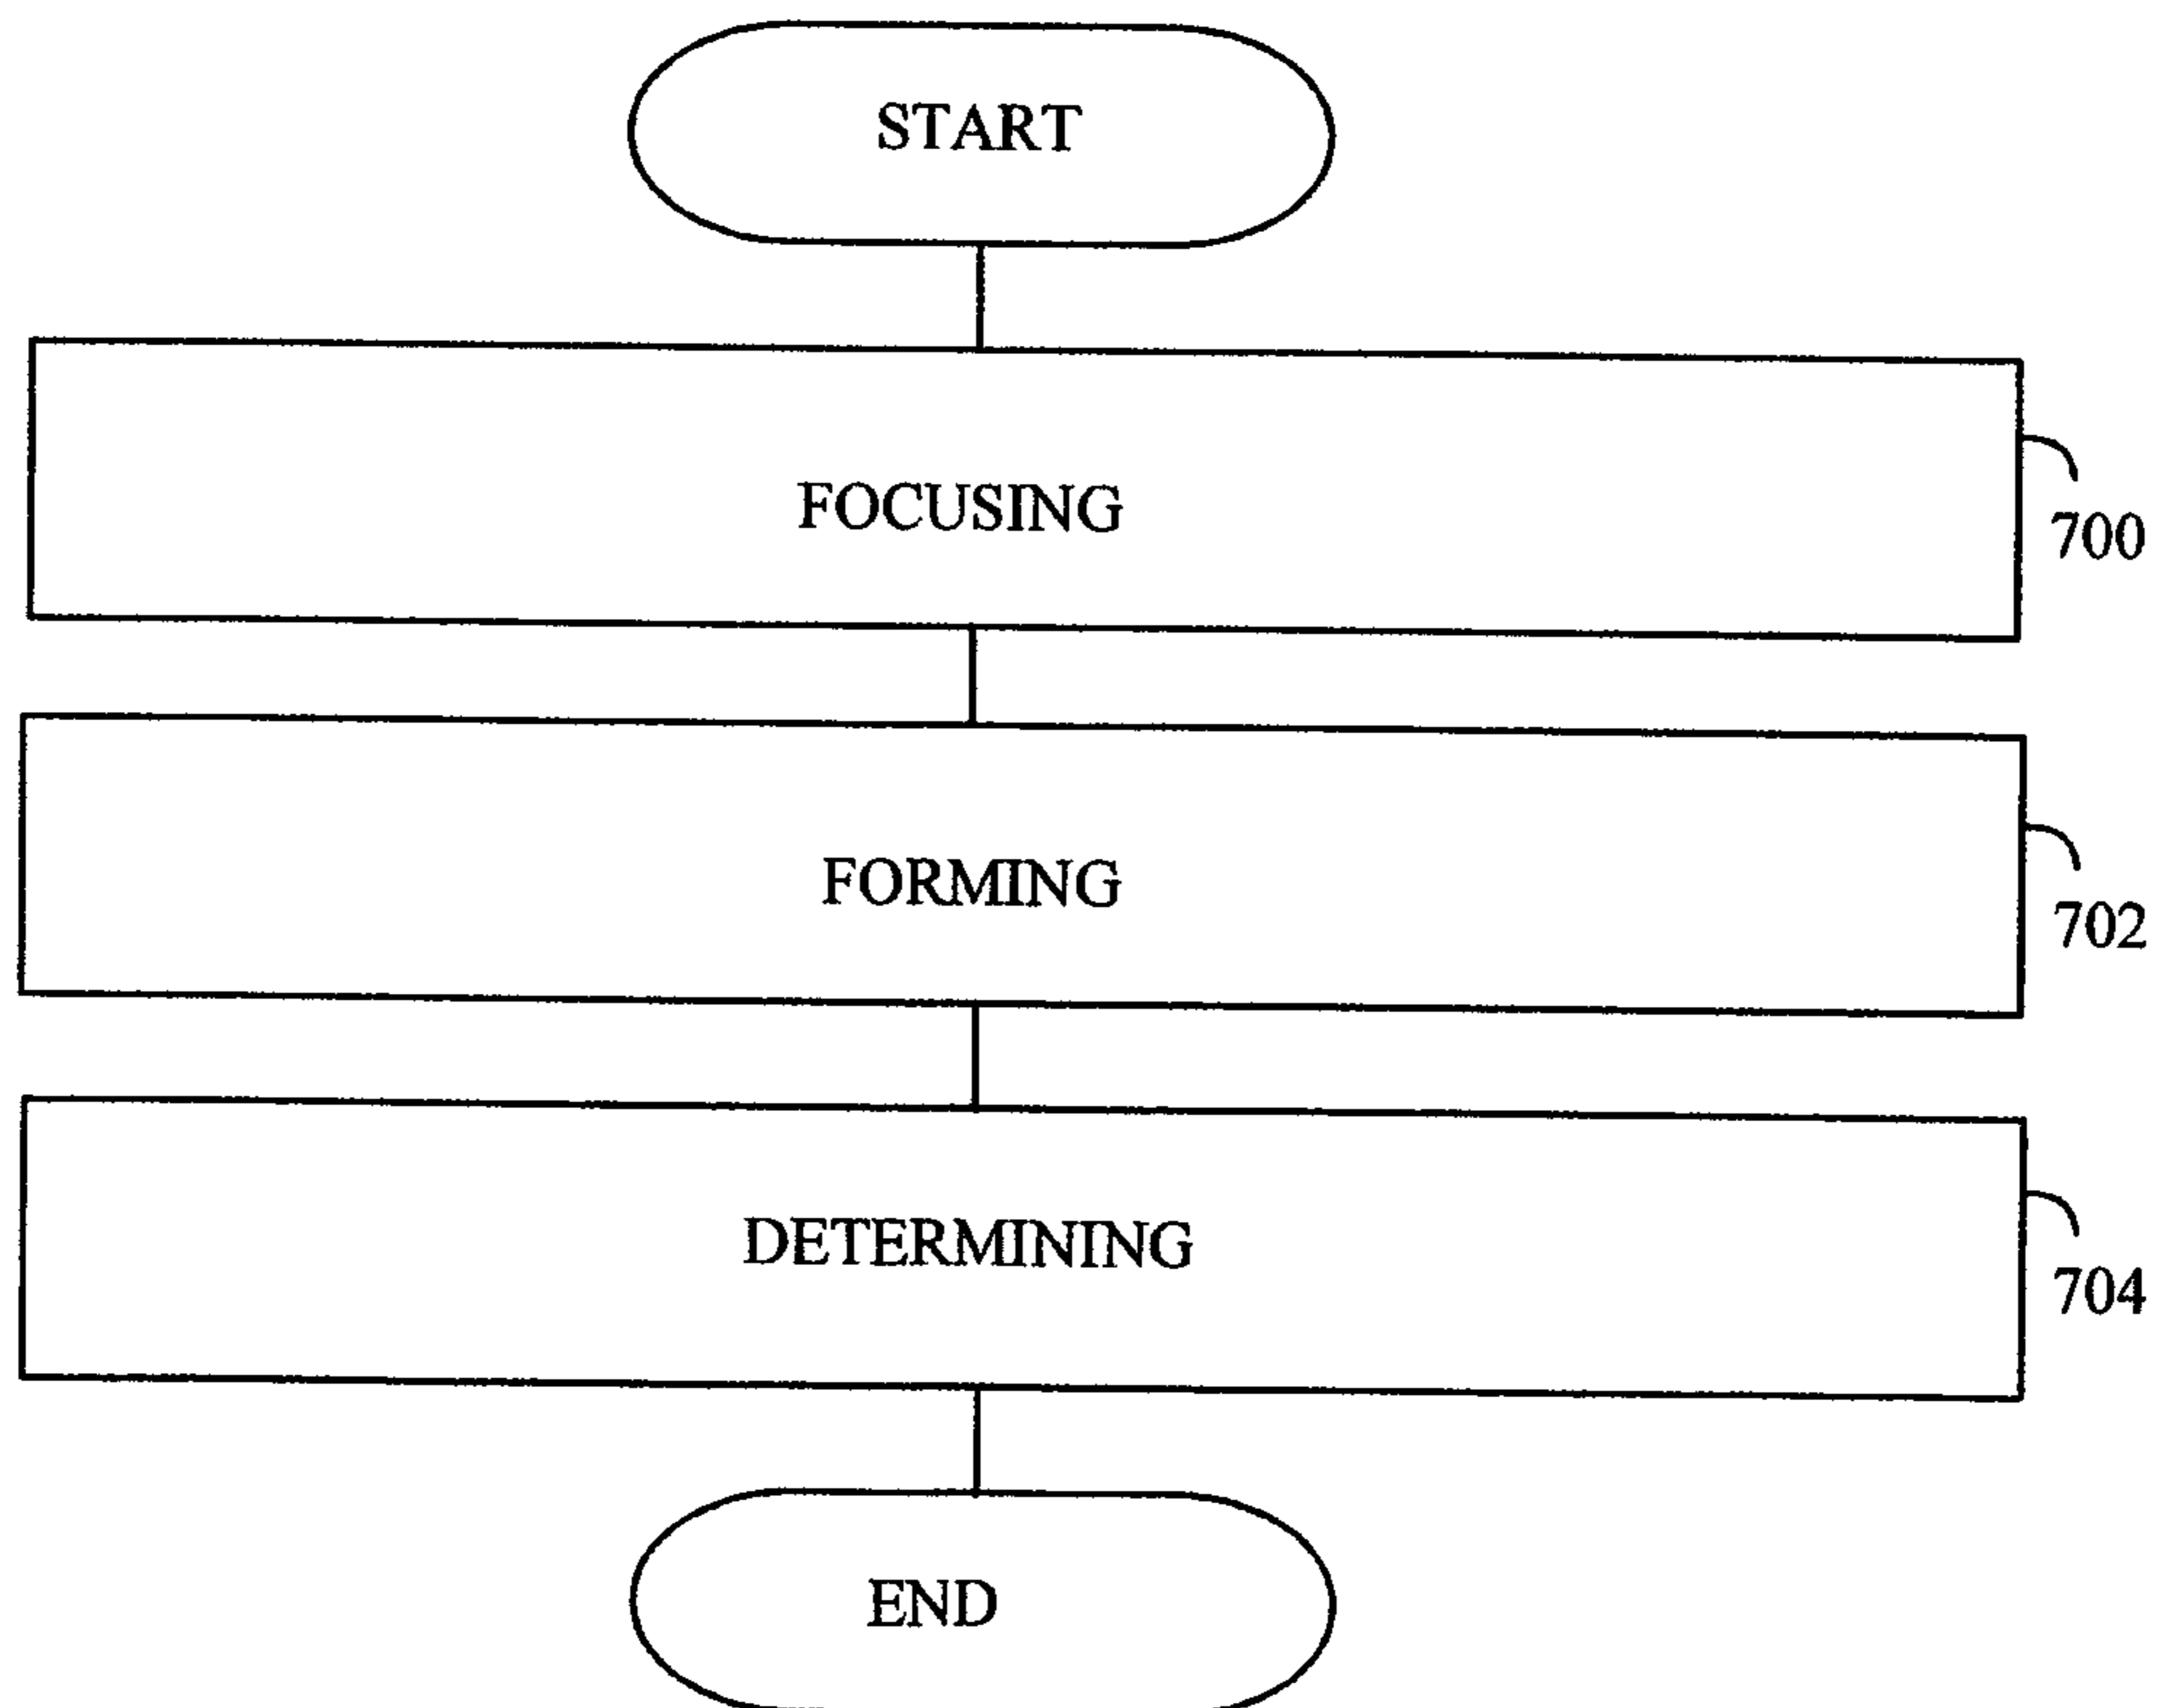 START
FOCUSING
700
FORMING
702
DETERMINING
704
END